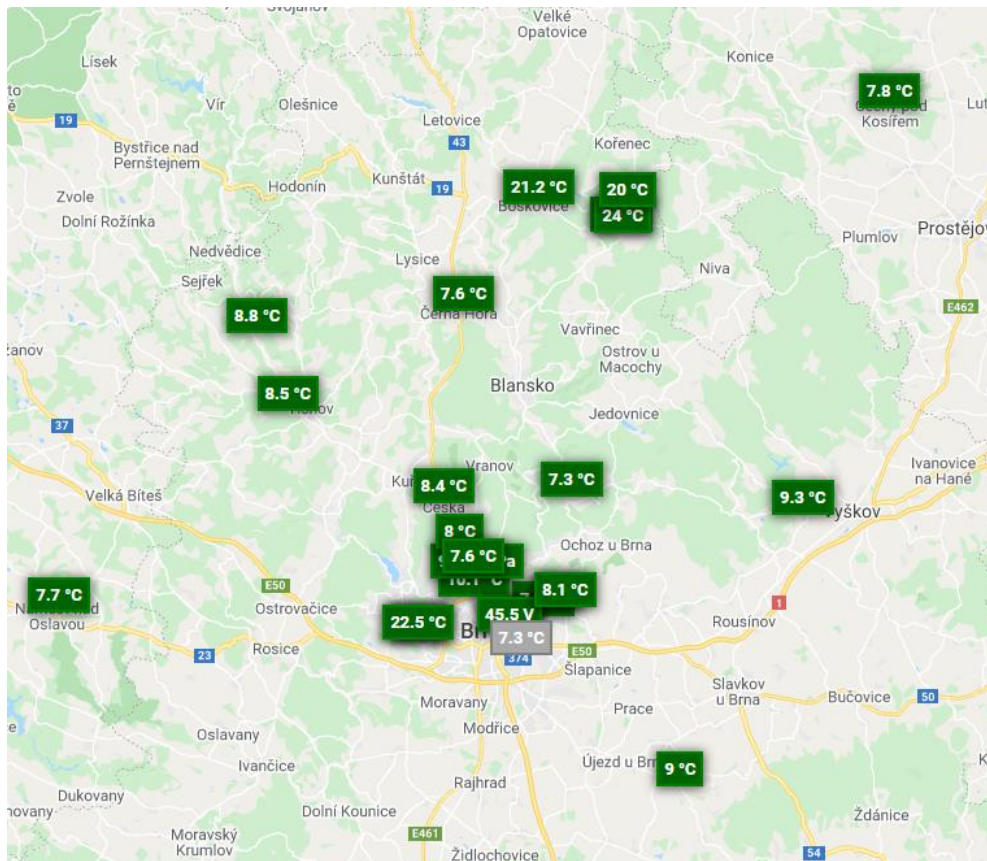 Svojanov
Velké
Opatovice
Lísek
Konice
7.8 °C
Kosířem
Vír
Olešnice
19
Letovice
43
Kořenec
Bystřice nad
Pernštejnem
Kunštát
19
Hodonín
21.2 °C
20 °C
Boskovice
24 °C
Zvole
Dolní Rožínka
Plumlov
Prostějov
Nedvědice
Lysice
Niva
Sejřek
7.6 °C
Černá Hora
E462
8.8 °C
Vavřinec
Ostrov u
Macochy
Blansko
8.5 °C
Jedovnice
37
Vranov
7.3 °C
Ivanovice
na Hané
8.4 °C
Velká Bíteš
9.3 °C
Vyškov
Česká
8 °C
7.6 °C
Ochoz u Brna
10.1 °C
E50
8.1 °C
7.7 °C
Ostrovačice
45.5 V
1
Oslavou
22.5 °C
7.3 °C
Rousínov
23
Rosice
374
E50
Šlapanice
Moravany
Slavkov
u Brna
Bučovice
50
Prace
Oslavany
Modřice
Ivančice
Újezd u
9 °C
Rajhrad
Dukovany
Dolní Kounice
Ždánice
Moravský
Krumlov
E461
Židlochovice
54